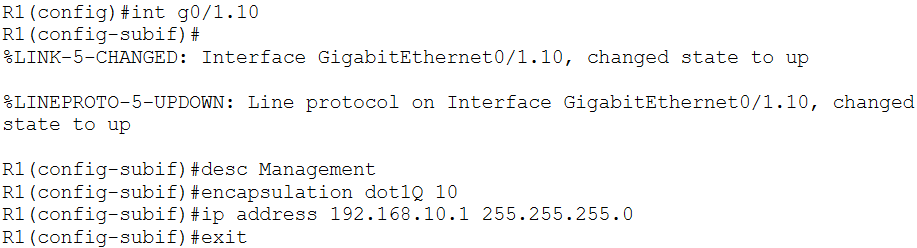 R1(config)#int g0/1.10
R1(config-subif)#
%LINK-5-CHANGED: Interface GigabitEthernet0/1.10, changed state to up
%LINEPROTO-5-UPDOWN: Line protocol on Interface GigabitEthernet0/1.10, changed
state to up
R1(config-subif)#desc Management
R1(config-subif)#encapsulation dot1Q 10
R1(config-subif)#ip address 192.168.10.1 255.255.255.0
R1(config-subif)#exit